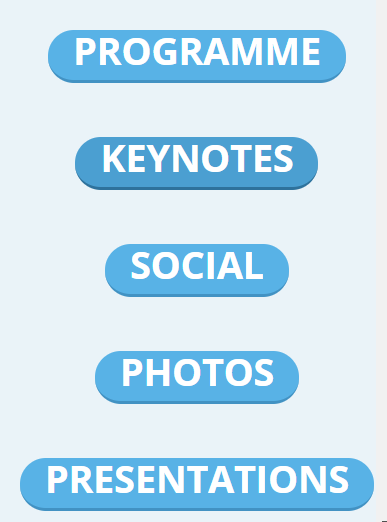 PROGRAMME
KEYNOTES
SOCIAL
PHOTOS
PRESENTATIONS